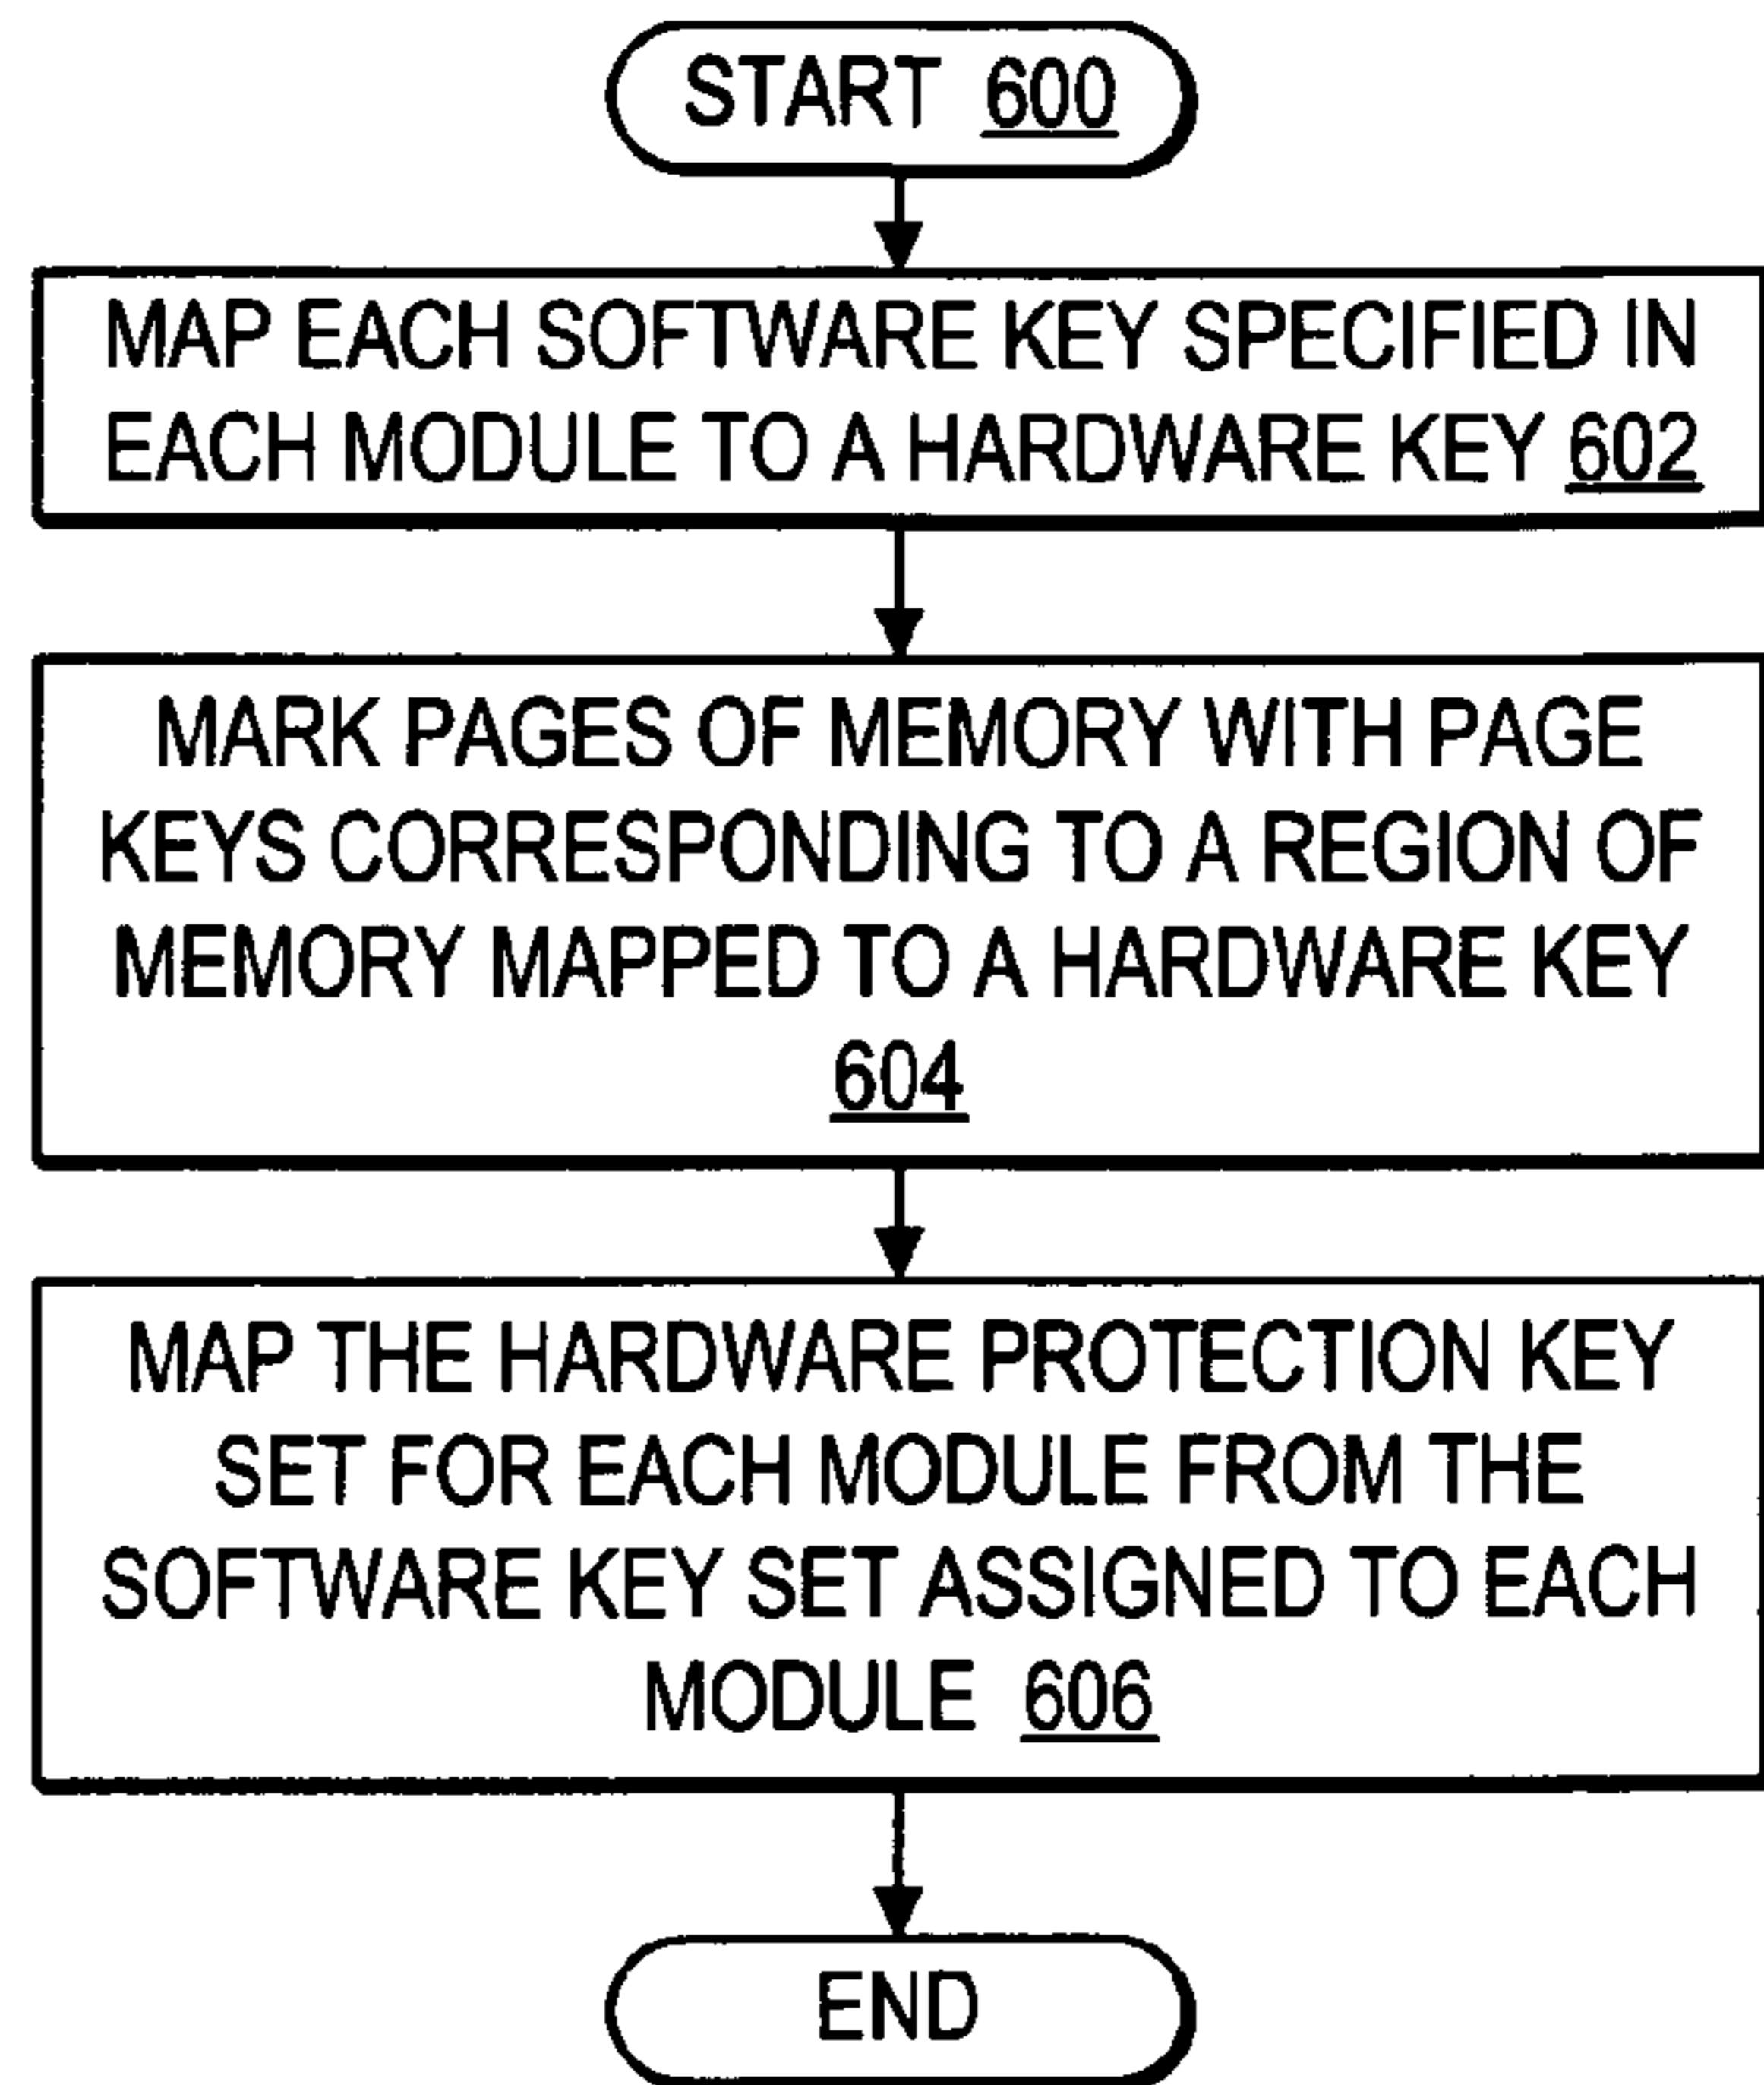 START 600
MAP EACH SOFTWARE KEY SPECIFIED IN
EACH MODULE TO A HARDWARE KEY 602
MARK PAGES OF MEMORY WITH PAGE
KEYS CORRESPONDING TO A REGION OF
MEMORY MAPPED TO A HARDWARE KEY
604
MAP THE HARDWARE PROTECTION KEY
SET FOR EACH MODULE FROM THE
SOFTWARE KEY SET ASSIGNED TO EACH
MODULE 606
END